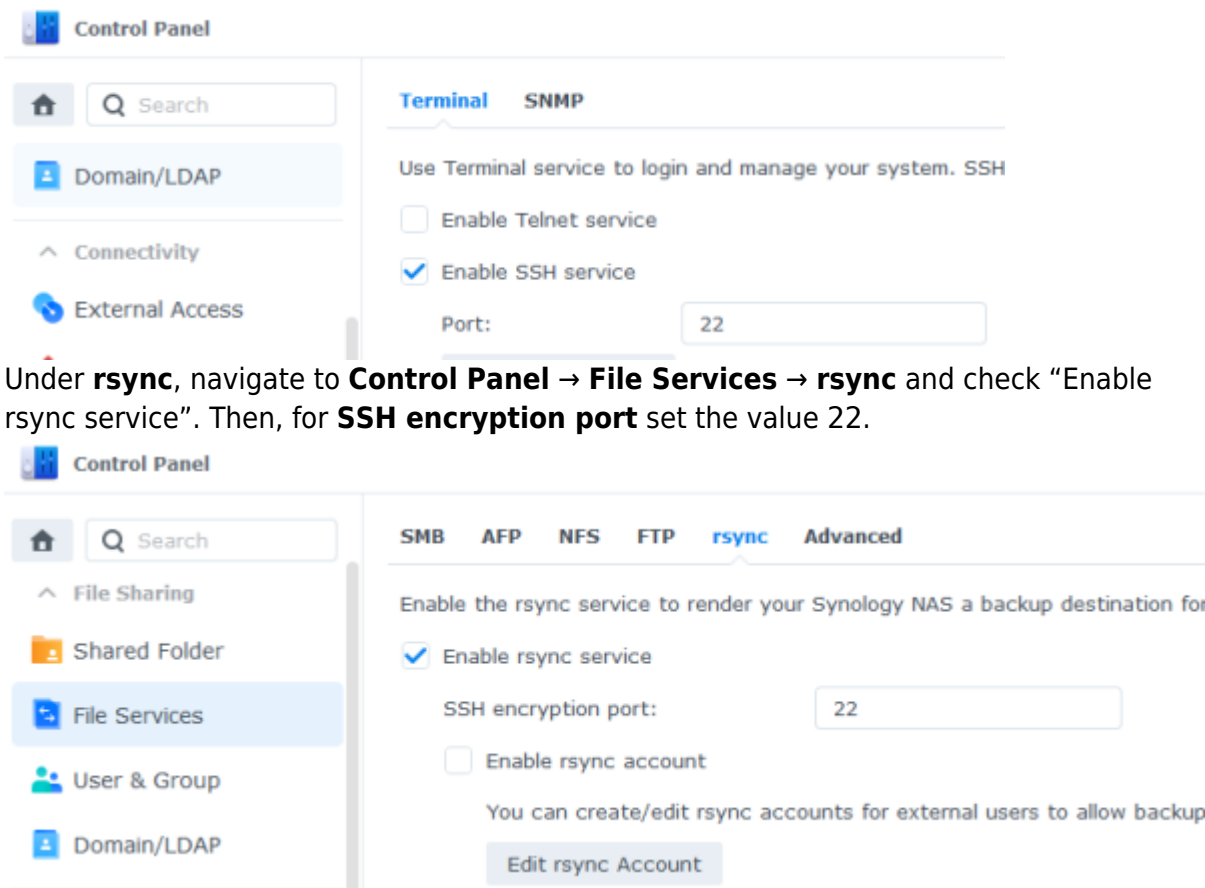 Control Panel
Search
Terminal SNMP
Domain/LDAP
Use Terminal service to login and manage your system. SSH
Enable Telnet service
Connectivity
Enable SSH service
External Access
Port: 22
Under rsync, navigate to Control Panel → File Services → rsync and check “Enable
rsync service”. Then, for SSH encryption port set the value 22.
Control Panel
Search
SMB AFP NFS FTP rsync Advanced
File Sharing
Enable the rsync service to render your Synology NAS a backup destination for
Shared Folder
Enable rsync service
File Services
SSH encryption port: 22
Enable rsync account
User & Group
You can create/edit rsync accounts for external users to allow backup
Domain/LDAP
Edit rsync Account